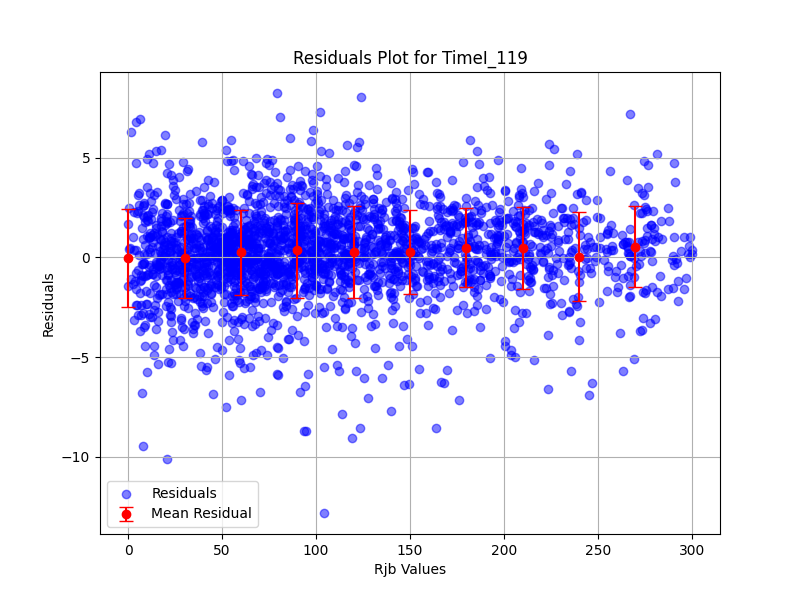 Residuals Plot for TimeI_119
Residuals
5
0
−5
−10
0 50 100 150 200 250 300
Rjb Values
Residuals
Mean Residual